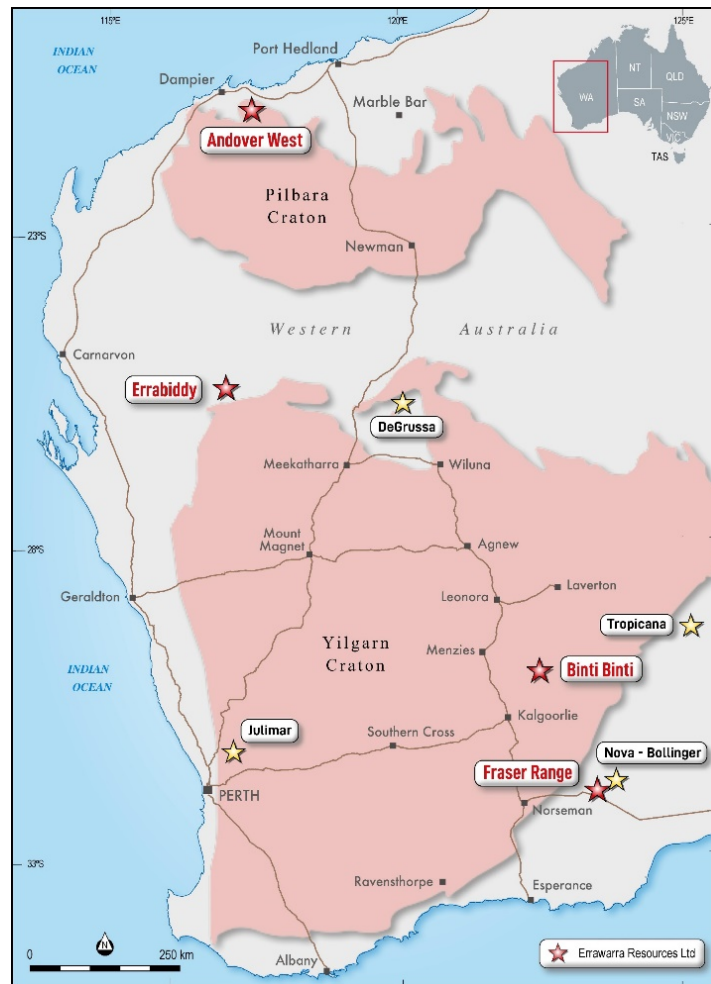 115°E
120°E
125°E
INDIAN
OCEAN
Port Hedland
Dampier
Marble Bar
Andover West
NT
QLD
WA
SA
NSW
VIC
TAS
Pilbara
Craton
23°S
Newman
Western Australia
Carnarvon
Errabiddy
DeGrussa
Meekatharra
Wiluna
Mount
Magnet
Agnew
28°S
Geraldton
Leonora
Laverton
Tropicana
Yilgarn
Craton
Menzies
Binti Binti
INDIAN
OCEAN
Kalgoorlie
Julimar
Southern Cross
Nova - Bollinger
Fraser Range
PERTH
Norseman
33°S
Ravensthorpe
Esperance
N
0 250 km
Albany
Errawarra Resources Ltd